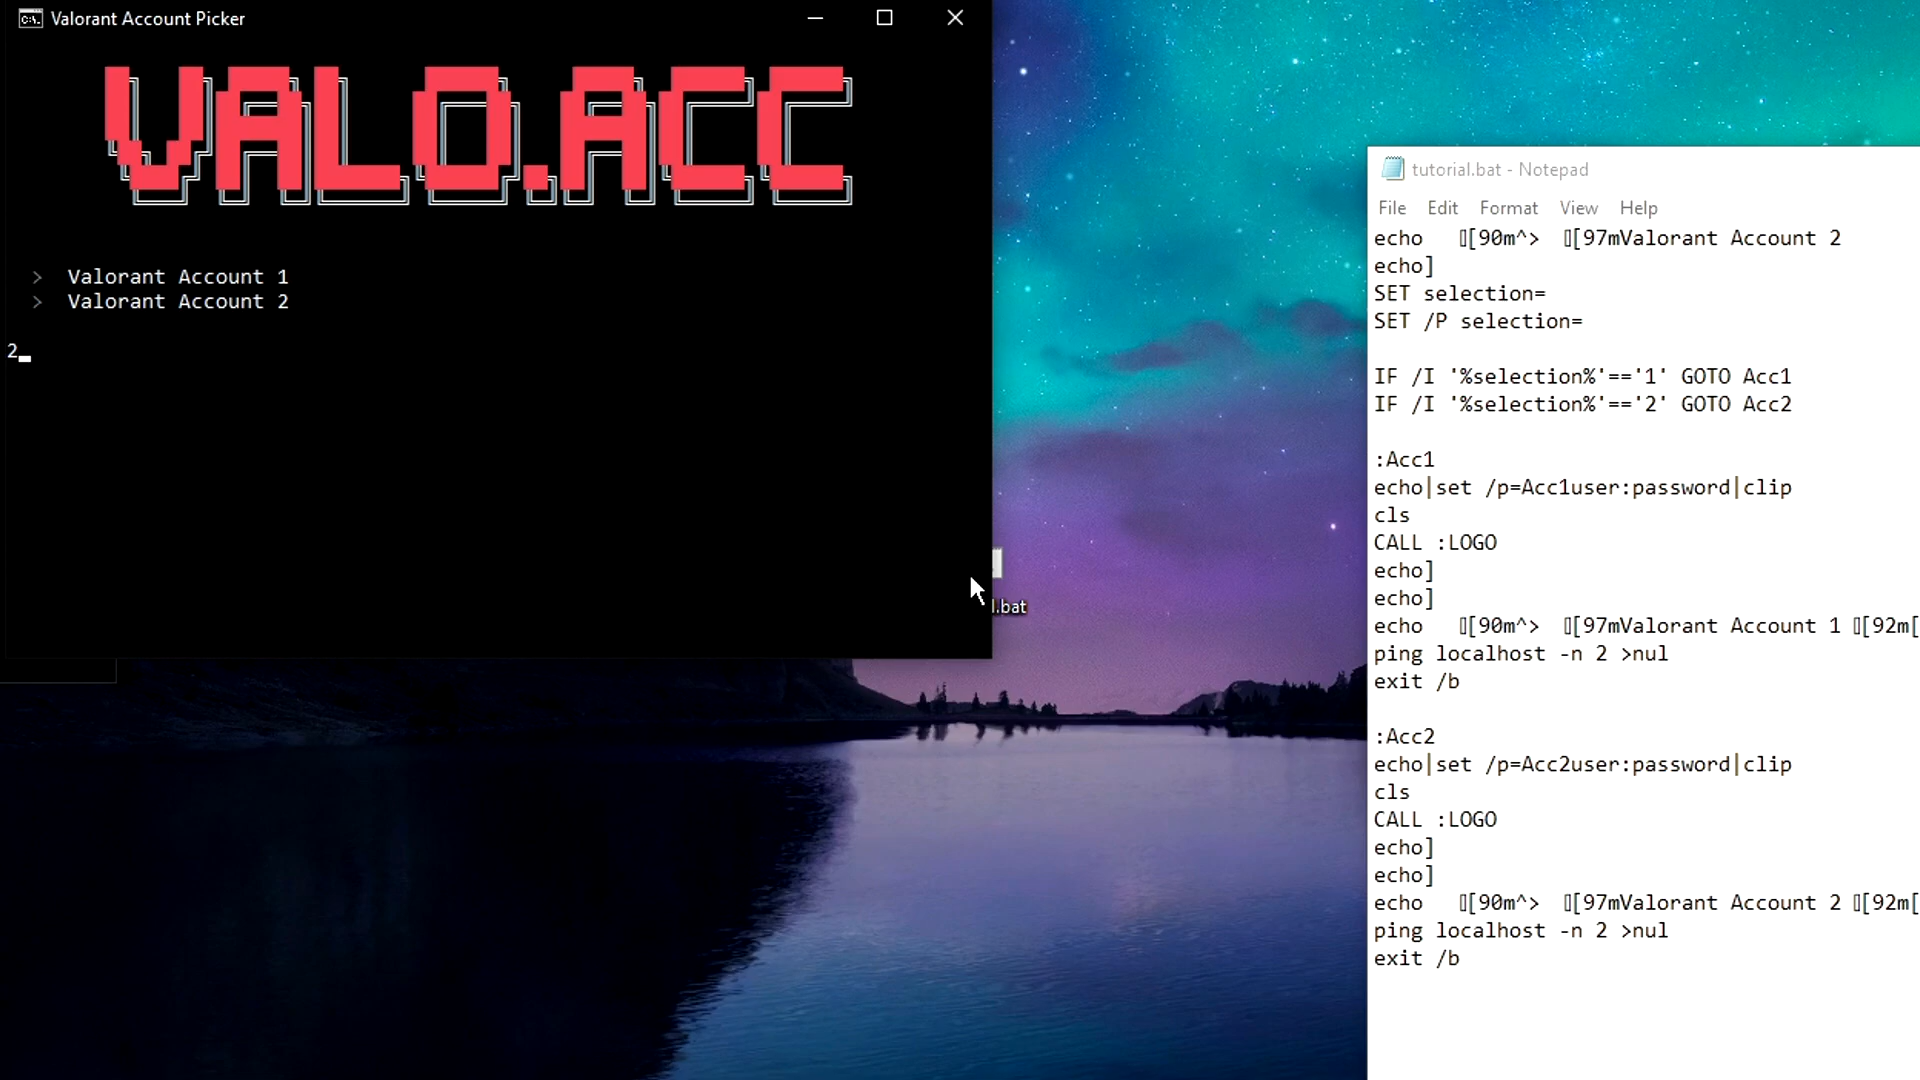 Valorant Account Picker
VALO.ACC
> Valorant Account 1
> Valorant Account 2
2
l.bat
tutorial.bat - Notepad
File Edit Format View Help
echo   ▯[90m^>  ▯[97mValorant Account 2
echo]
SET selection=
SET /P selection=
IF /I '%selection%'=='1' GOTO Acc1
IF /I '%selection%'=='2' GOTO Acc2
:Acc1
echo|set /p=Acc1user:password|clip
cls
CALL :LOGO
echo]
echo]
echo   ▯[90m^>  ▯[97mValorant Account 1 ▯[92m[
ping localhost -n 2 >nul
exit /b
:Acc2
echo|set /p=Acc2user:password|clip
cls
CALL :LOGO
echo]
echo]
echo   ▯[90m^>  ▯[97mValorant Account 2 ▯[92m[
ping localhost -n 2 >nul
exit /b